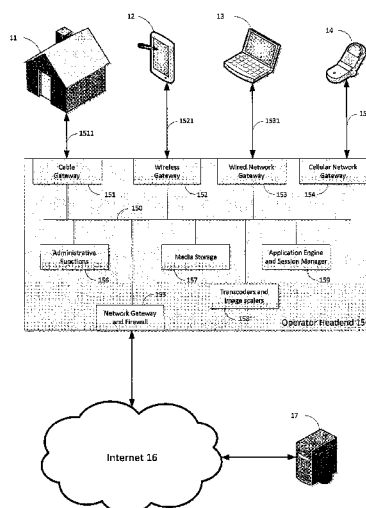 11
12
13
14
1511
1521
1531
15
Cable
Gateway
Wireless
Gateway
Wired Network
Gateway
Cellular Network
Gateway
151
152
153
154
150
Administrative
Functions
Media Storage
Application Engine
and Session Manager
156
157
159
155
Transcoders and
Image scalers
Network Gateway
and Firewall
158
Operator Headend 15
Internet 16
17